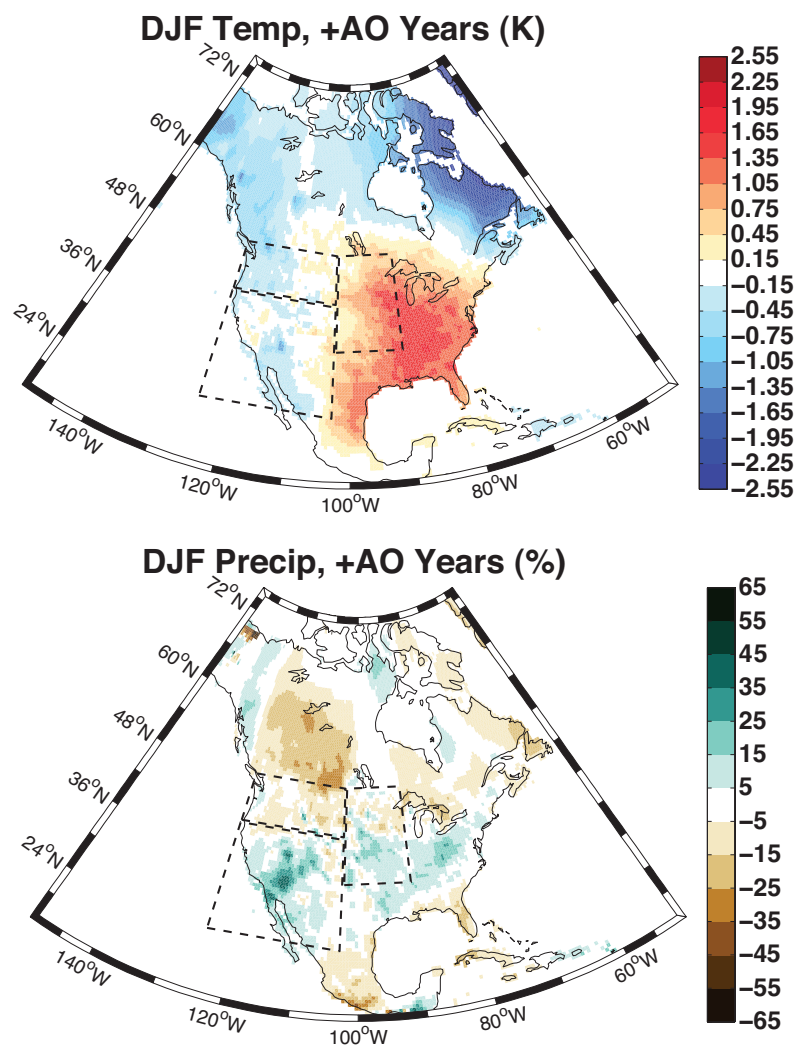 DJF Temp, +AO Years (K)
72°N
60°N
48°N
36°N
24°N
140°W
120°W
100°W
80°W
60°W
2.55
2.25
1.95
1.65
1.35
1.05
0.75
0.45
0.15
−0.15
−0.45
−0.75
−1.05
−1.35
−1.65
−1.95
−2.25
−2.55
DJF Precip, +AO Years (%)
72°N
60°N
48°N
36°N
24°N
140°W
120°W
100°W
80°W
60°W
65
55
45
35
25
15
5
−5
−15
−25
−35
−45
−55
−65